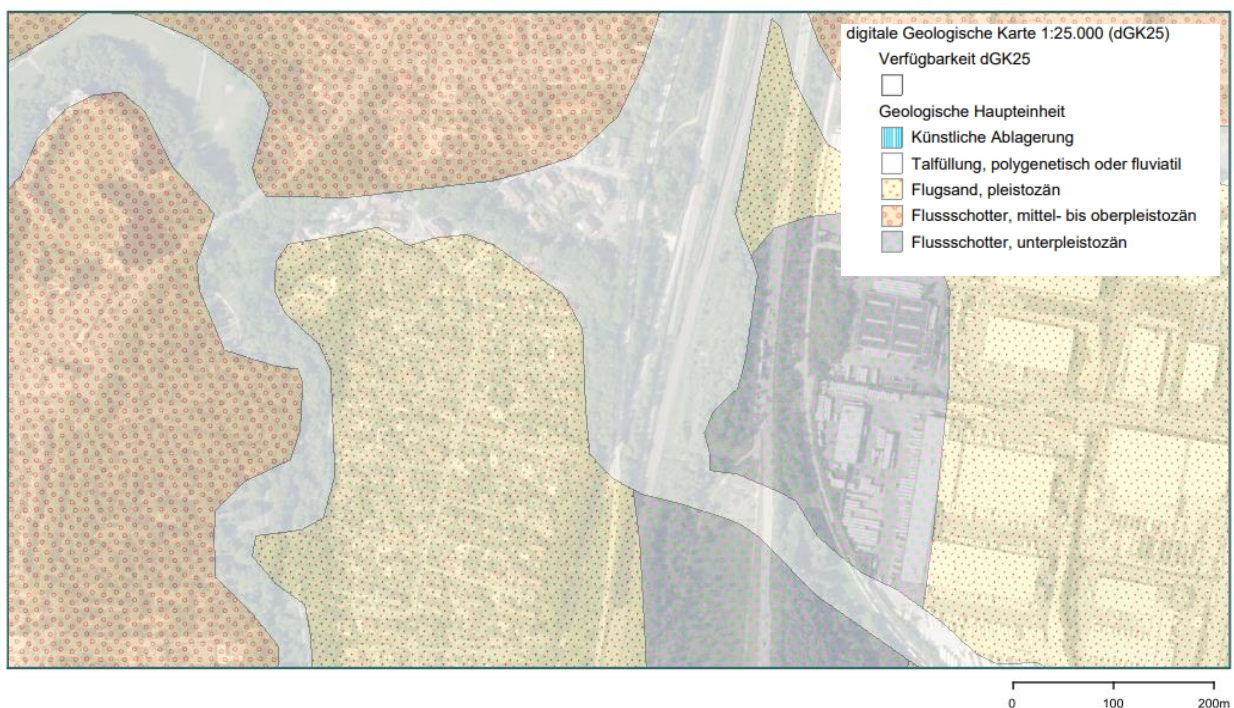 digitale Geologische Karte 1:25.000 (dGK25)
Verfügbarkeit dGK25
Geologische Haupteinheit
Künstliche Ablagerung
Talfüllung, polygenetisch oder fluviatil
Flugsand, pleistozän
Flussschotter, mittel- bis oberpleistozän
Flussschotter, unterpleistozän
0 100 200m